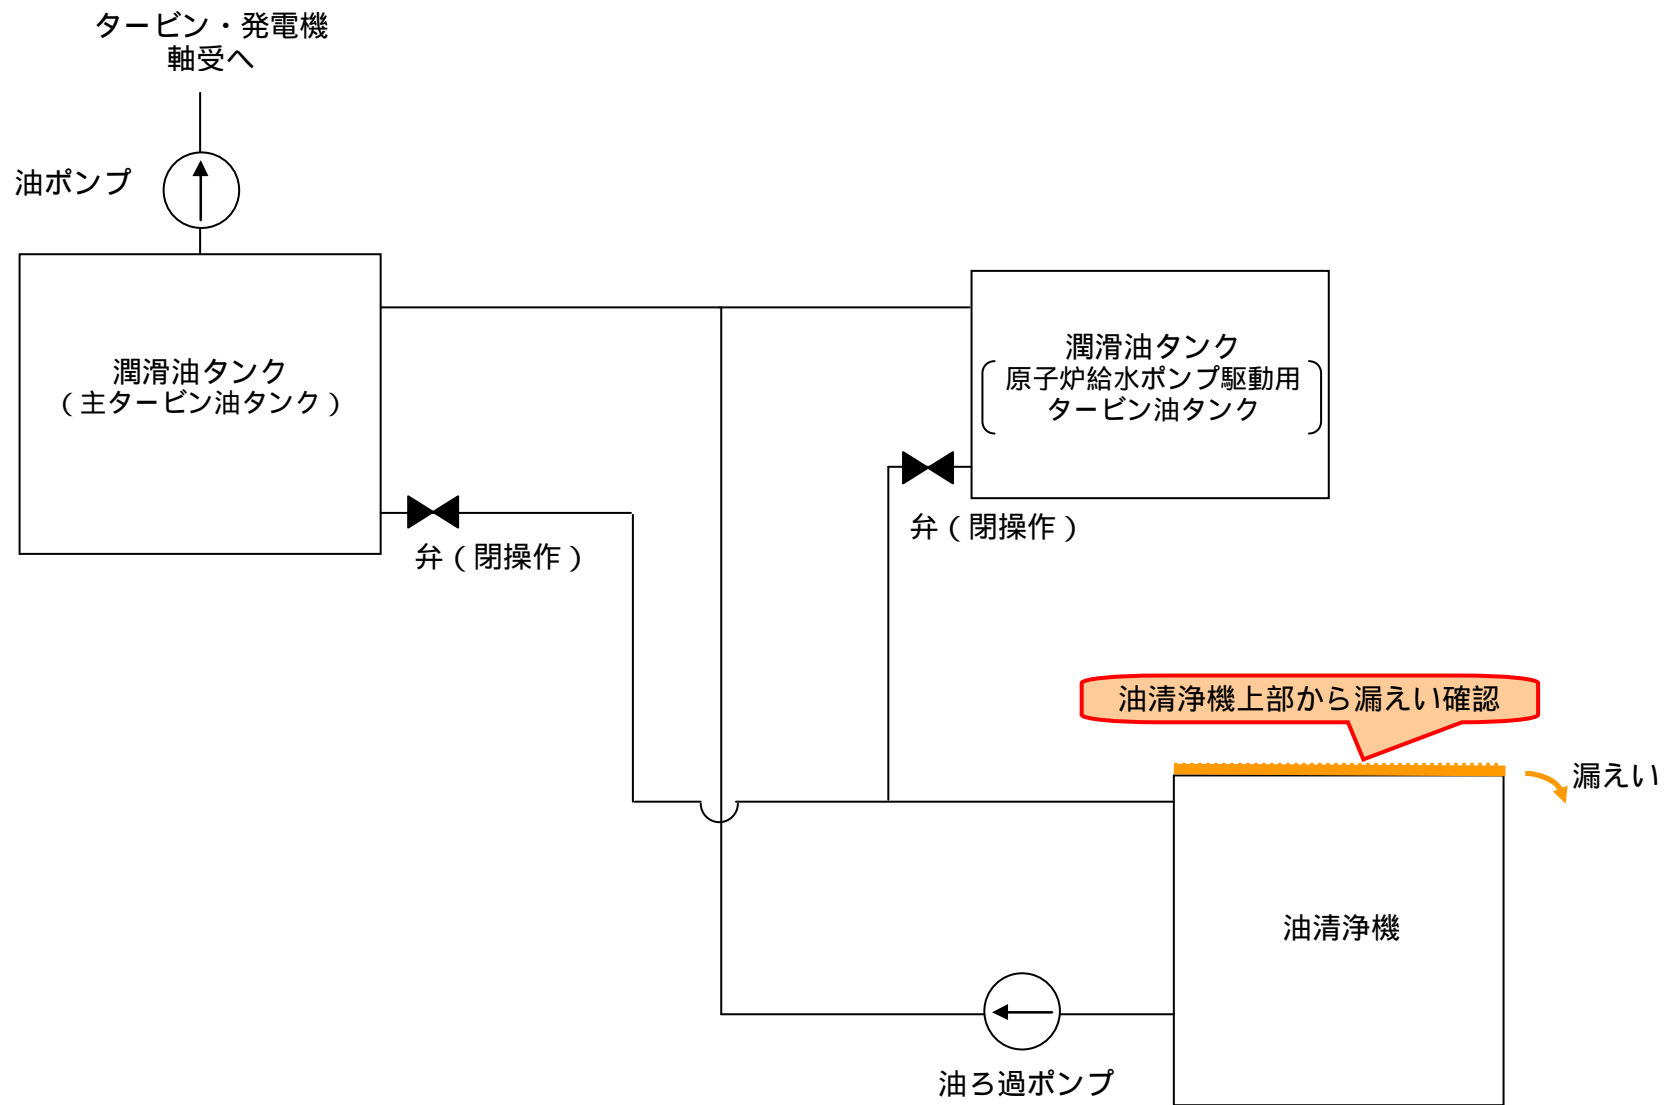 タービン・発電機
軸受へ
油ポンプ
潤滑油タンク
(主タービン油タンク)
潤滑油タンク
原子炉給水ポンプ駆動用
タービン油タンク
弁(閉操作)
弁(閉操作)
油清浄機上部から漏えい確認
漏えい
油清浄機
油ろ過ポンプ